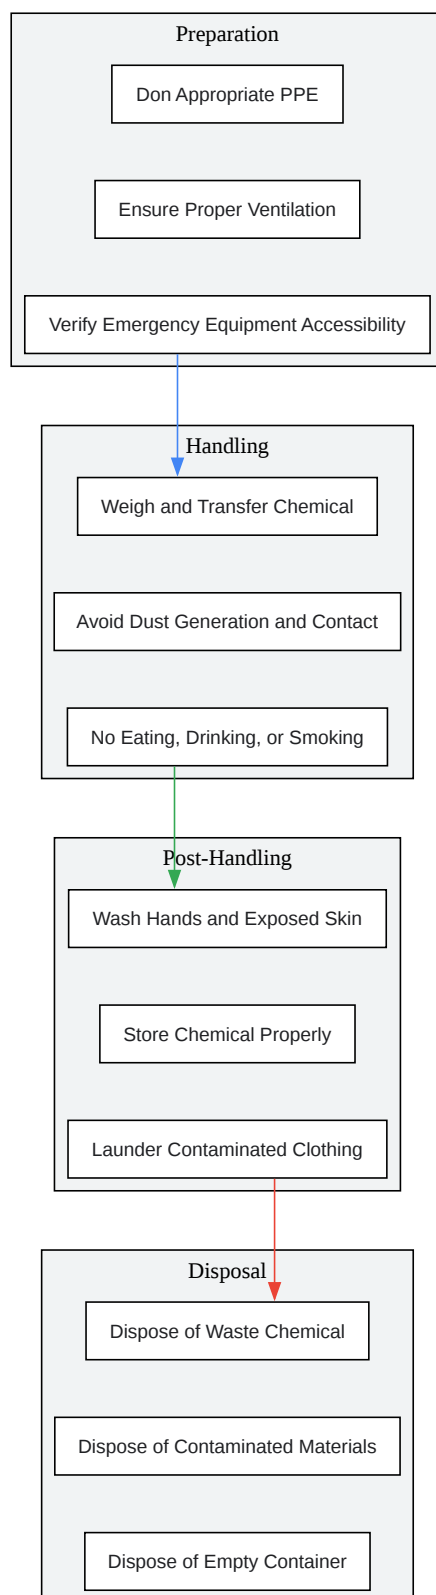 Preparation
Don Appropriate PPE
Ensure Proper Ventilation
Verify Emergency Equipment Accessibility
Handling
Weigh and Transfer Chemical
Avoid Dust Generation and Contact
No Eating, Drinking, or Smoking
Post-Handling
Wash Hands and Exposed Skin
Store Chemical Properly
Launder Contaminated Clothing
Disposal
Dispose of Waste Chemical
Dispose of Contaminated Materials
Dispose of Empty Container